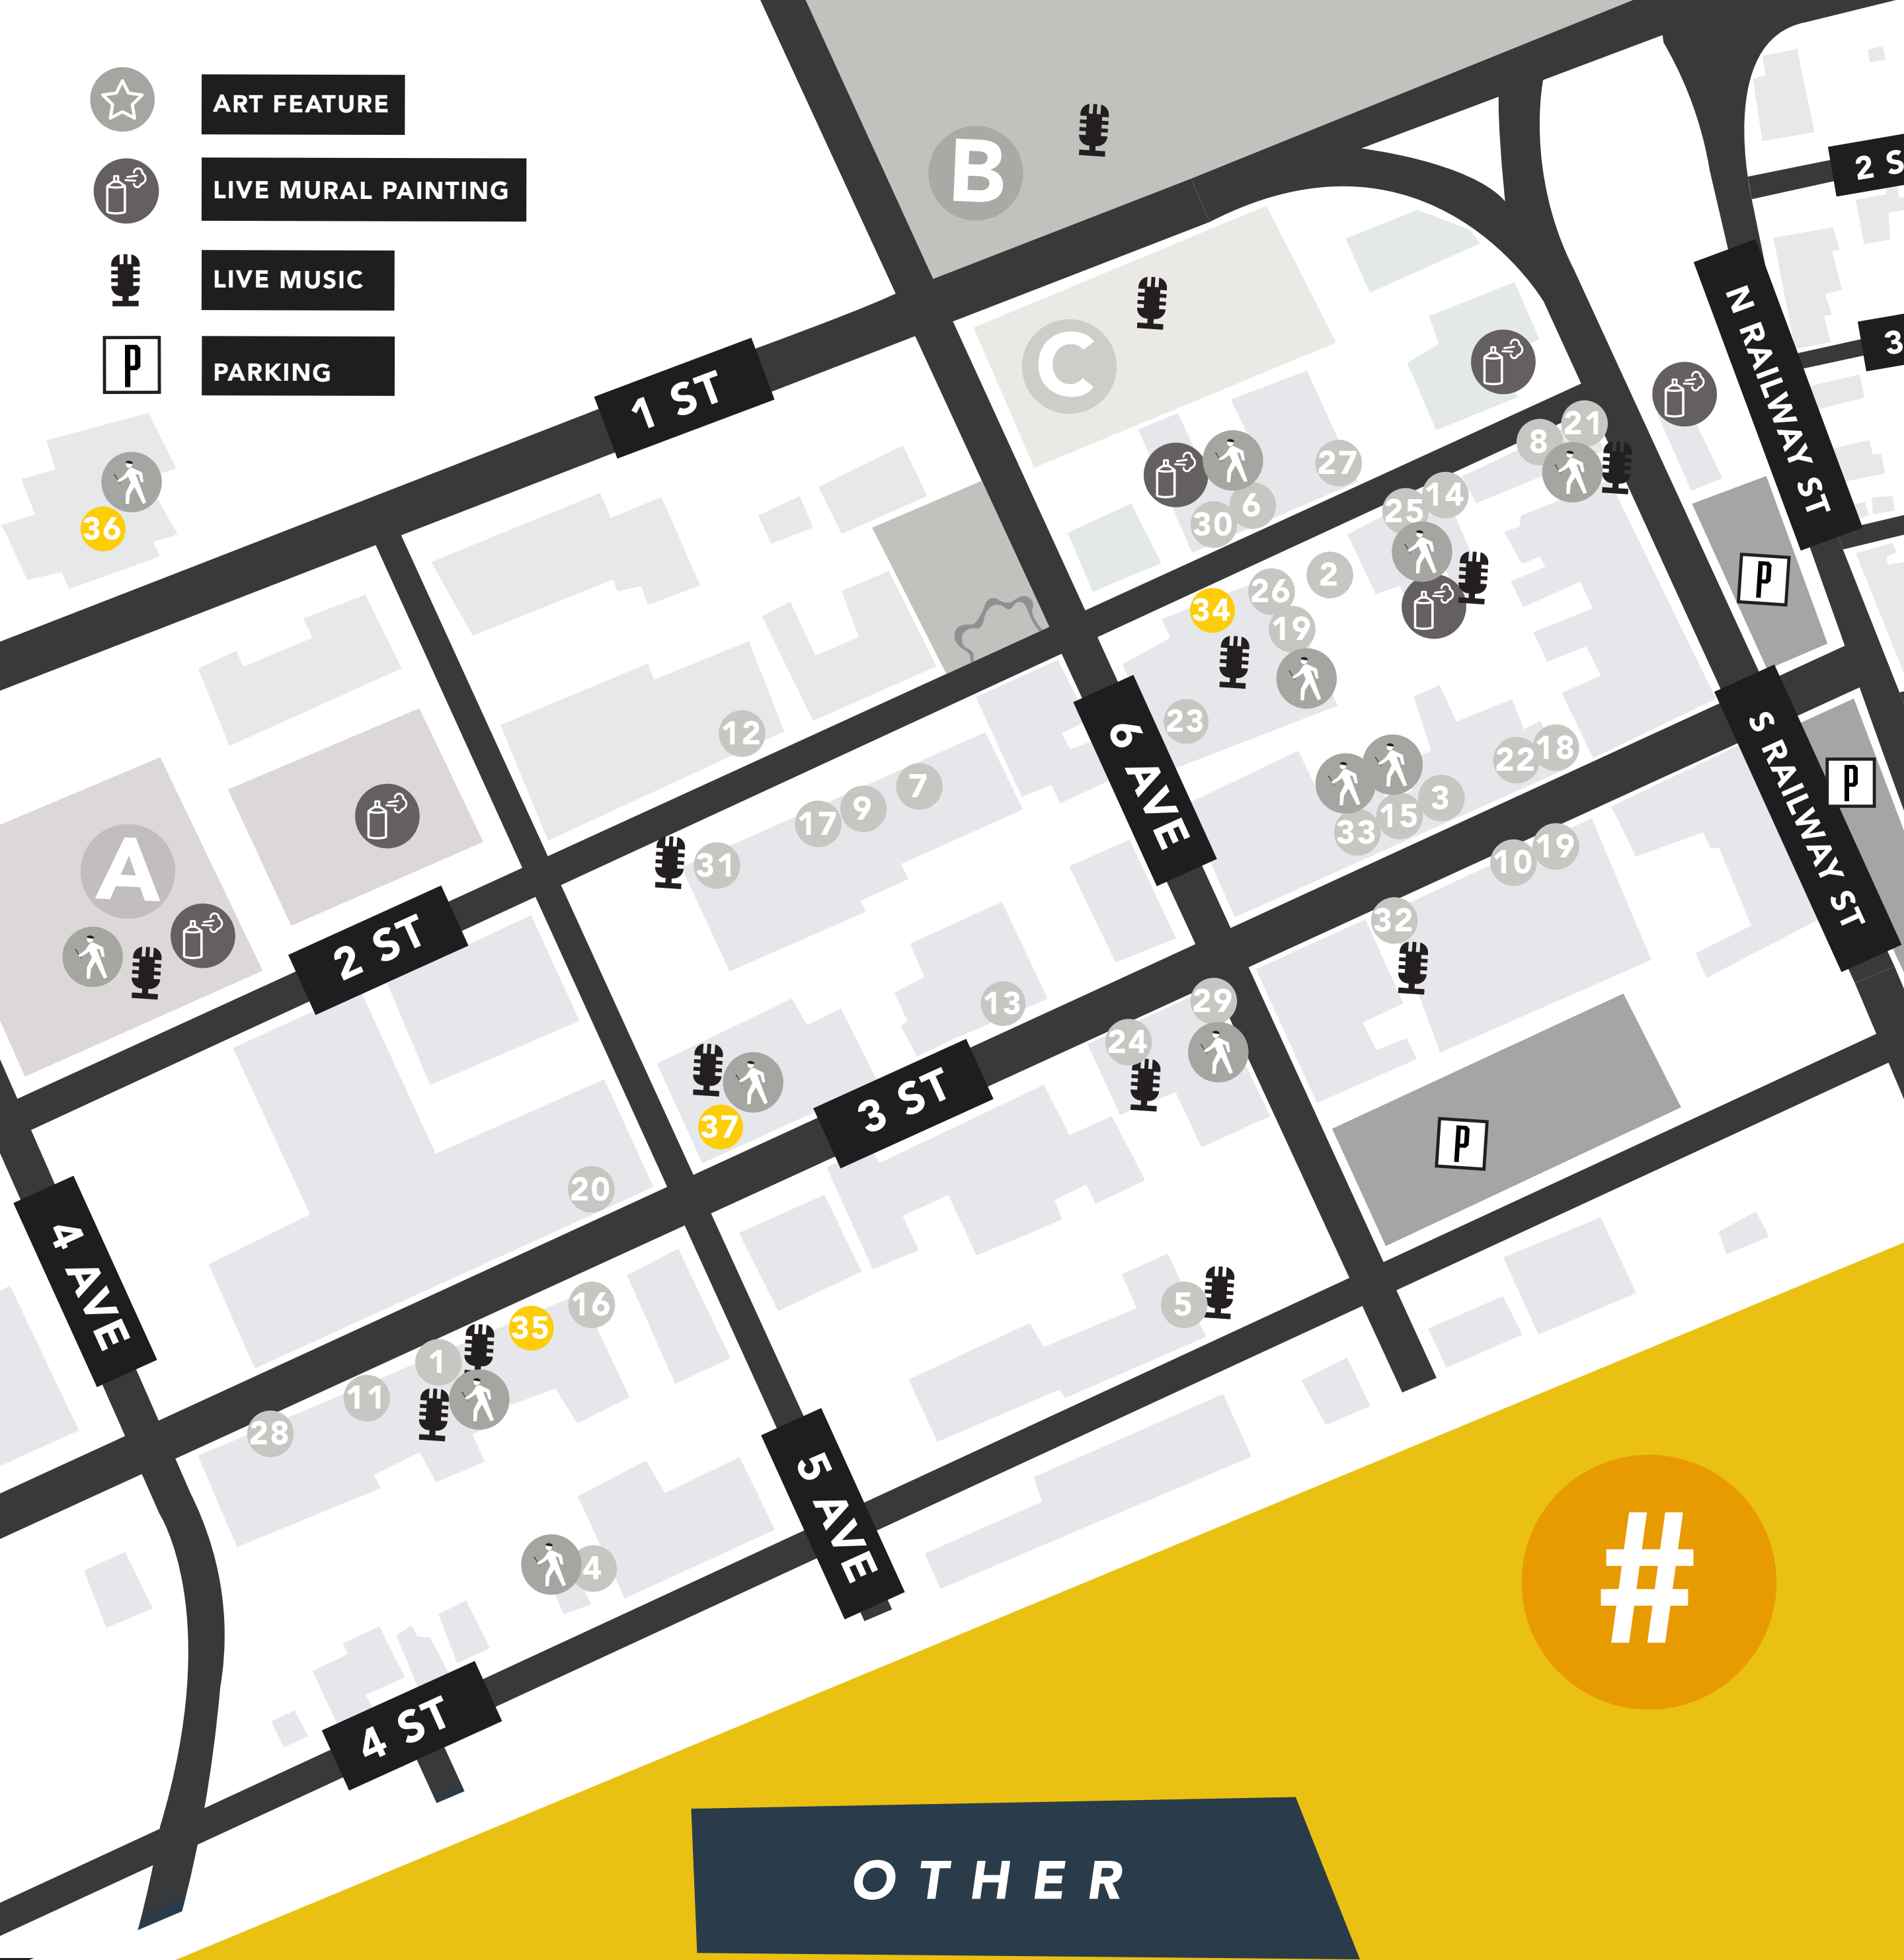 ART FEATURE
LIVE MURAL PAINTING
LIVE MUSIC
P
PARKING
B
C
2 S
N RAILWAY ST
3
1 ST
36
21
8
27
14
25
6
30
P
2
26
34
19
23
12
6 AVE
S RAILWAY ST
P
18
22
3
15
33
7
9
17
31
19
10
A
32
2 ST
29
13
24
3 ST
37
P
20
4 AVE
5
16
35
1
11
28
5 AVE
4
#
4 ST
OTHER